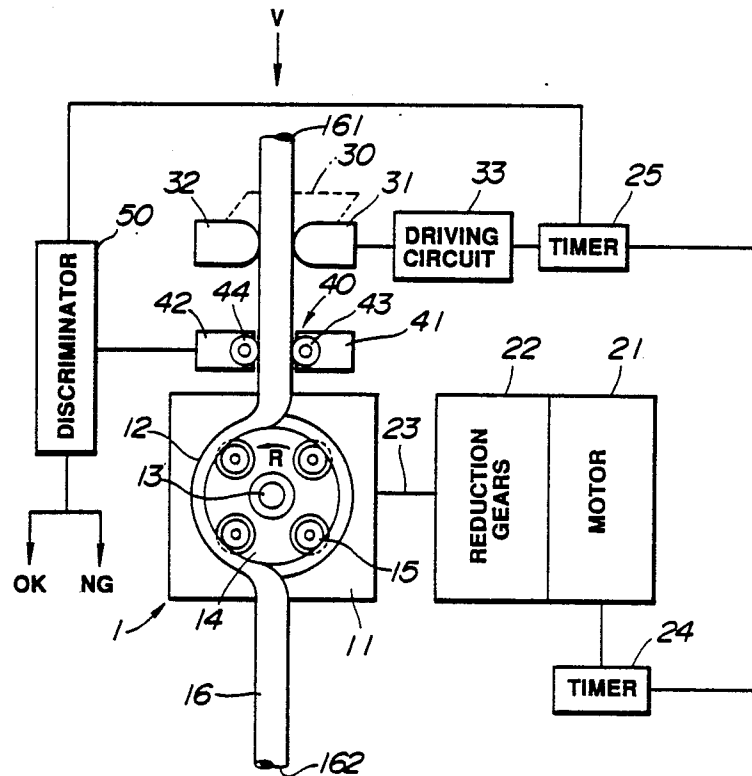 V
161
30
32
31
33
25
50
DRIVING
CIRCUIT
TIMER
DISCRIMINATOR
42
44
40
43
41
22
21
12
R
23
13
REDUCTION
GEARS
MOTOR
15
OK
NG
14
1
11
24
16
TIMER
162